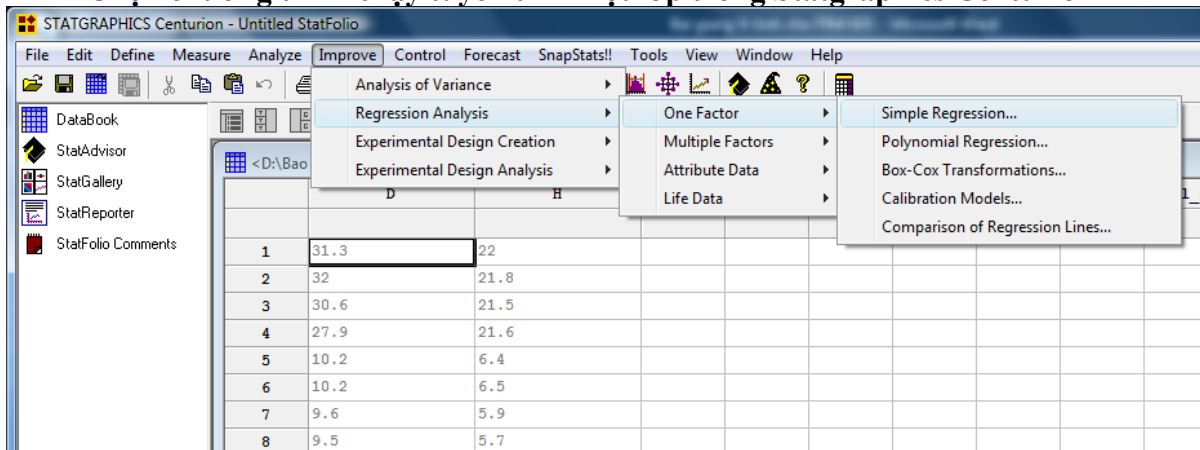 STATGRAPHICS Centurion - Untitled StatFolio
File Edit Define Measure Analyze Improve Control Forecast SnapStats!! Tools View Window Help
Analysis of Variance
Regression Analysis
Experimental Design Creation
Experimental Design Analysis
One Factor
Multiple Factors
Attribute Data
Life Data
Simple Regression...
Polynomial Regression...
Box-Cox Transformations...
Calibration Models...
Comparison of Regression Lines...
DataBook
StatAdvisor
StatGallery
StatReporter
StatFolio Comments
<D:\Bao
D H
1 31.3 22
2 32 21.8
3 30.6 21.5
4 27.9 21.6
5 10.2 6.4
6 10.2 6.5
7 9.6 5.9
8 9.5 5.7